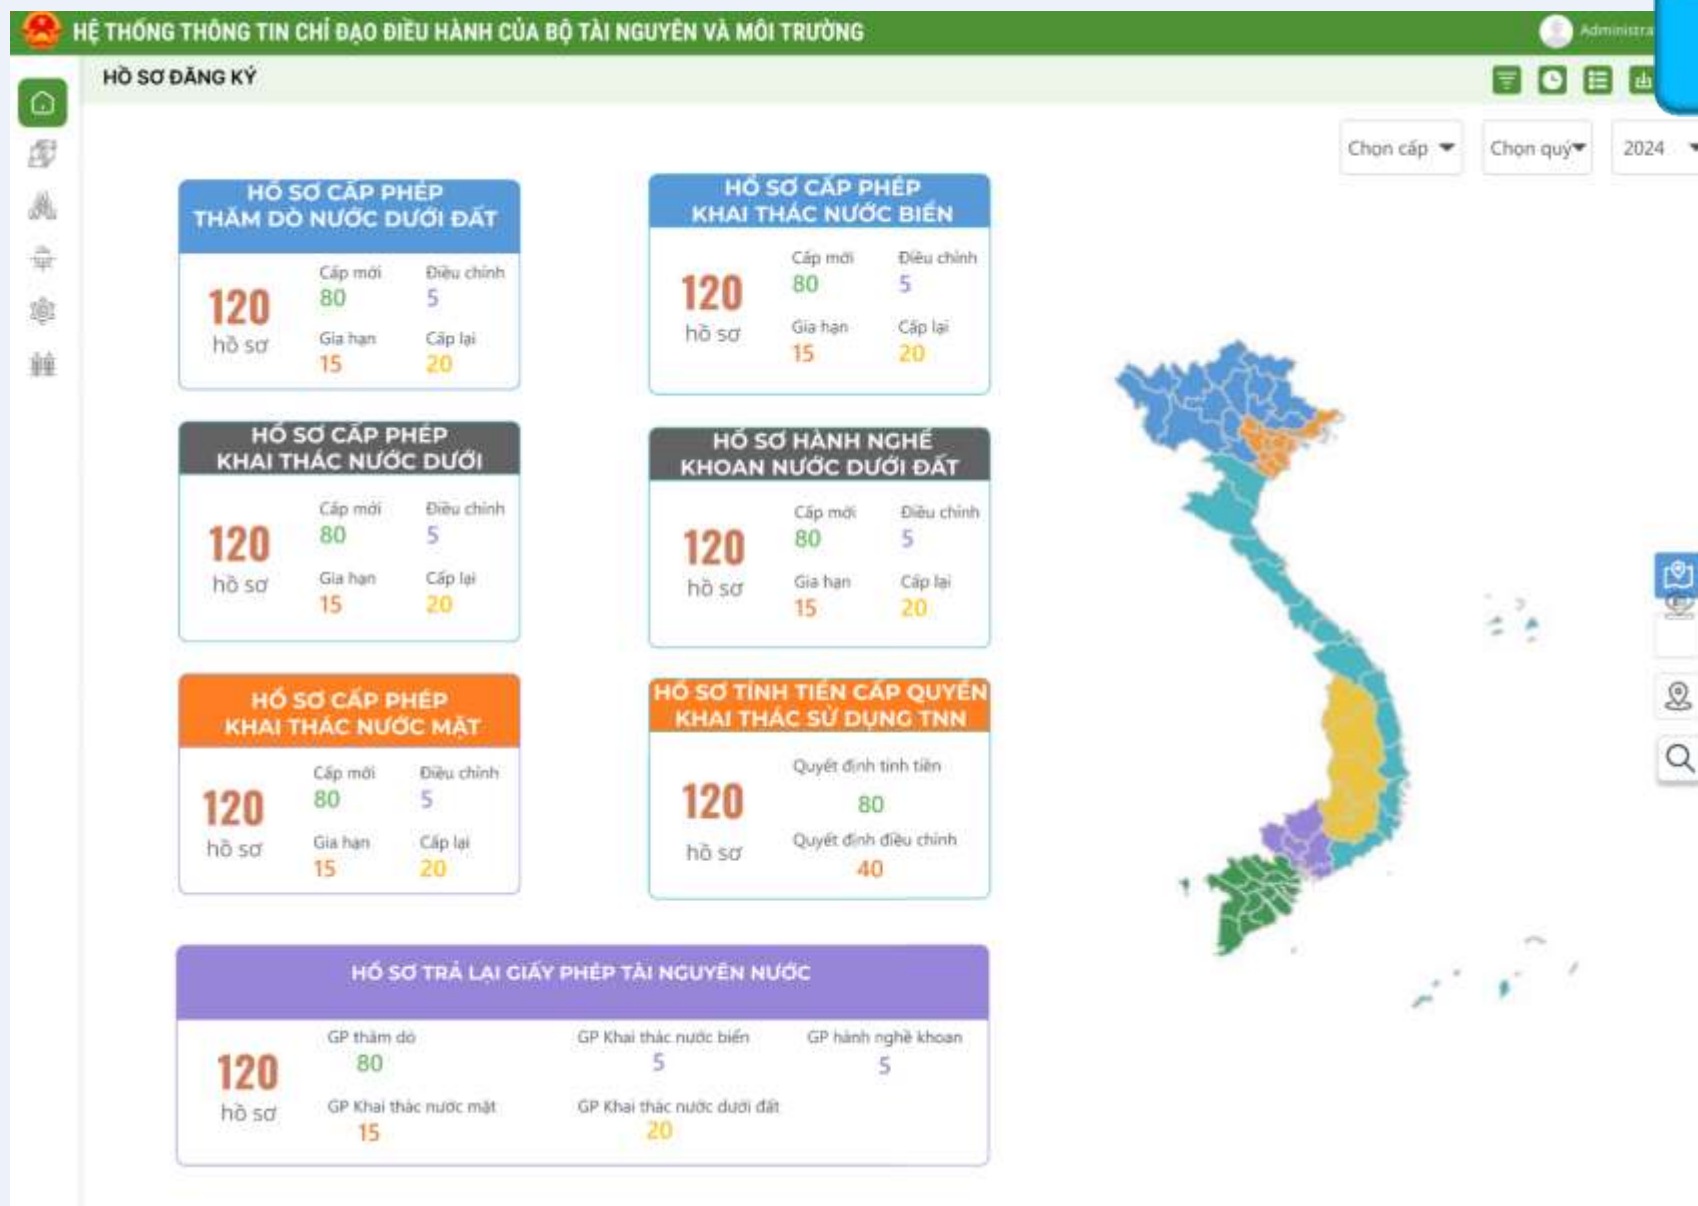 HỆ THỐNG THÔNG TIN CHỈ ĐẠO ĐIỀU HÀNH CỦA BỘ TÀI NGUYÊN VÀ MÔI TRƯỜNG
Administra
HỒ SƠ ĐĂNG KÝ
Chọn cấp
Chọn quý
2024
HỒ SƠ CẤP PHÉP
THĂM DÒ NƯỚC DƯỚI ĐẤT
120
hồ sơ
Cấp mới
Điều chỉnh
80
5
Gia hạn
Cấp lại
15
20
HỒ SƠ CẤP PHÉP
KHAI THÁC NƯỚC BIỂN
120
hồ sơ
Cấp mới
Điều chỉnh
80
5
Gia hạn
Cấp lại
15
20
HỒ SƠ CẤP PHÉP
KHAI THÁC NƯỚC DƯỚI
120
hồ sơ
Cấp mới
Điều chỉnh
80
5
Gia hạn
Cấp lại
15
20
HỒ SƠ HÀNH NGHỀ
KHOAN NƯỚC DƯỚI ĐẤT
120
hồ sơ
Cấp mới
Điều chỉnh
80
5
Gia hạn
Cấp lại
15
20
HỒ SƠ CẤP PHÉP
KHAI THÁC NƯỚC MẶT
120
hồ sơ
Cấp mới
Điều chỉnh
80
5
Gia hạn
Cấp lại
15
20
HỒ SƠ TÍNH TIỀN CẤP QUYỀN
KHAI THÁC SỬ DỤNG TNN
120
hồ sơ
Quyết định tính tiền
80
Quyết định điều chỉnh
40
HỒ SƠ TRẢ LẠI GIẤY PHÉP TÀI NGUYÊN NƯỚC
120
hồ sơ
GP thăm dò
GP Khai thác nước biển
GP hành nghề khoan
80
5
5
GP Khai thác nước mặt
GP Khai thác nước dưới đất
15
20